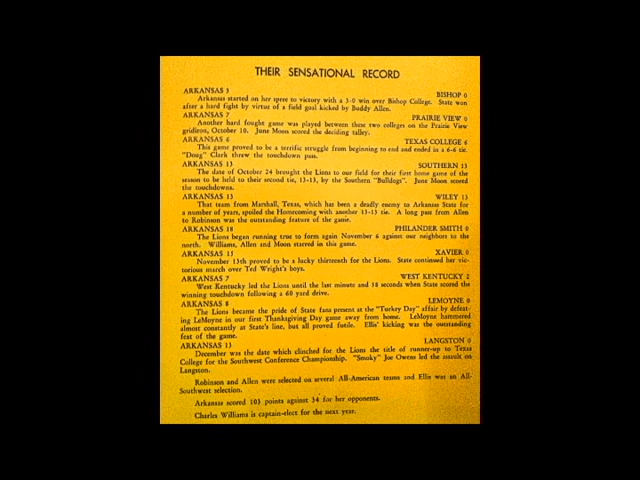 THEIR SENSATIONAL RECORD
ARKANSAS 3 BISHOP 0
Arkansas started on her spree to victory with a 3-0 win over Bishop College. State won
after a hard fight by virtue of a field goal kicked by Buddy Allen.
ARKANSAS 7 PRAIRIE VIEW 0
Another hard fought game was played between these two colleges on the Prairie View
gridiron, October 10. June Moon scored the deciding talley.
ARKANSAS 6 TEXAS COLLEGE 6
This game proved to be a terrific struggle from beginning to end and ended in a 6-6 tie.
"Doug" Clark threw the touchdown pass.
ARKANSAS 13 SOUTHERN 13
The date of October 24 brought the Lions to our field for their first home game of the
season to be held to their second tie, 13-13, by the Southern "Bulldogs". June Moon scored
the touchdowns.
ARKANSAS 13 WILEY 13
That team from Marshall, Texas, which has been a deadly enemy to Arkansas State for
a number of years, spoiled the Homecoming with another 13-13 tie. A long pass from Allen
to Robinson was the outstanding feature of the game.
ARKANSAS 18 PHILANDER SMITH 0
The Lions began running true to form again November 6 against our neighbors to the
north. Williams, Allen and Moon starred in this game.
ARKANSAS 15 XAVIER 0
November 13th proved to be a lucky thirteenth for the Lions. State continued her vic-
torious march over Ted Wright's boys.
ARKANSAS 7 WEST KENTUCKY 2
West Kentucky led the Lions until the last minute and 18 seconds when State scored the
winning touchdown following a 60 yard drive.
ARKANSAS 8 LEMOYNE 0
The Lions became the pride of State fans present at the "Turkey Day" affair by defeat-
ing LeMoyne in our first Thanksgiving Day game away from home. LeMoyne hammered
almost constantly at State's line, but all proved futile. Ellis' kicking was the outstanding
feat of the game.
ARKANSAS 13 LANGSTON 0
December was the date which clinched for the Lions the title of runner-up to Texas
College for the Southwest Conference Championship. "Smoky" Joe Owens led the assault on
Langston.
Robinson and Allen were selected on several All-American teams and Ellis was on All-
Southwest selection.
Arkansas scored 103 points against 34 for her opponents.
Charles Williams is captain-elect for the next year.